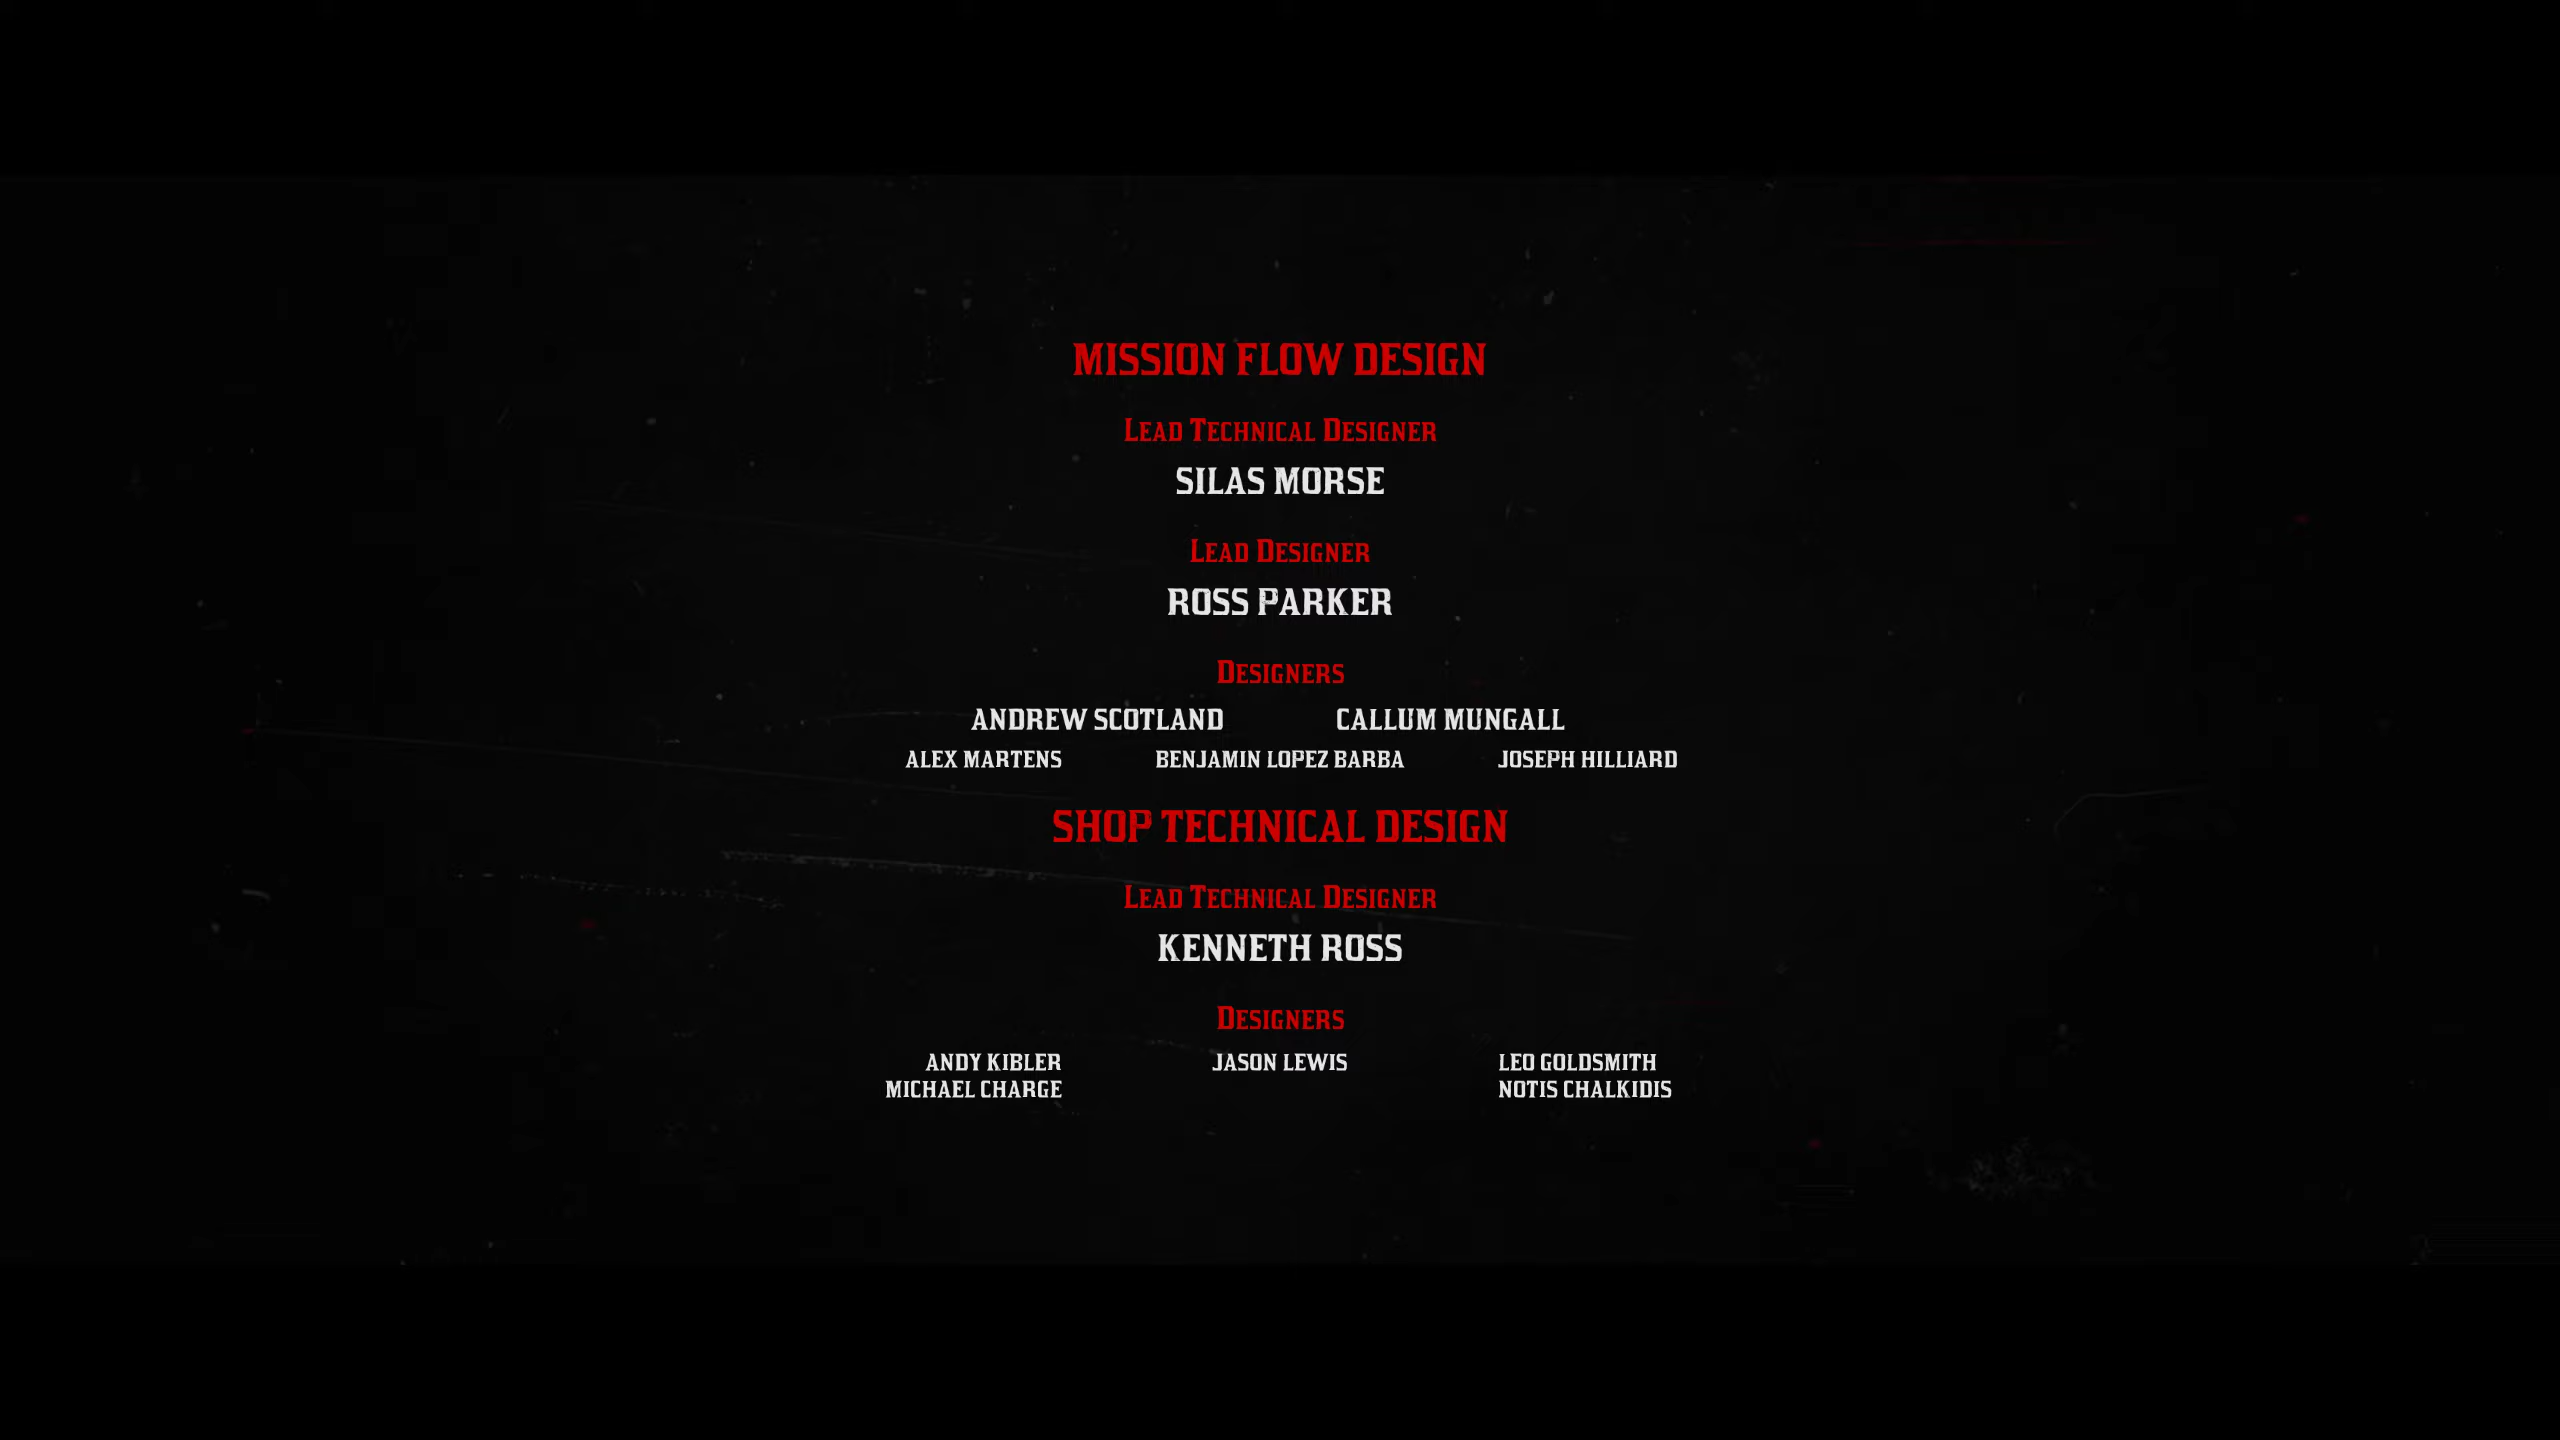 MISSION FLOW DESIGN
LEAD TECHNICAL DESIGNER
SILAS MORSE
LEAD DESIGNER
ROSS PARKER
DESIGNERS
ANDREW SCOTLAND CALLUM MUNGALL
ALEX MARTENS BENJAMIN LOPEZ BARBA JOSEPH HILLIARD
SHOP TECHNICAL DESIGN
LEAD TECHNICAL DESIGNER
KENNETH ROSS
DESIGNERS
ANDY KIBLER JASON LEWIS LEO GOLDSMITH
MICHAEL CHARGE NOTIS CHALKIDIS